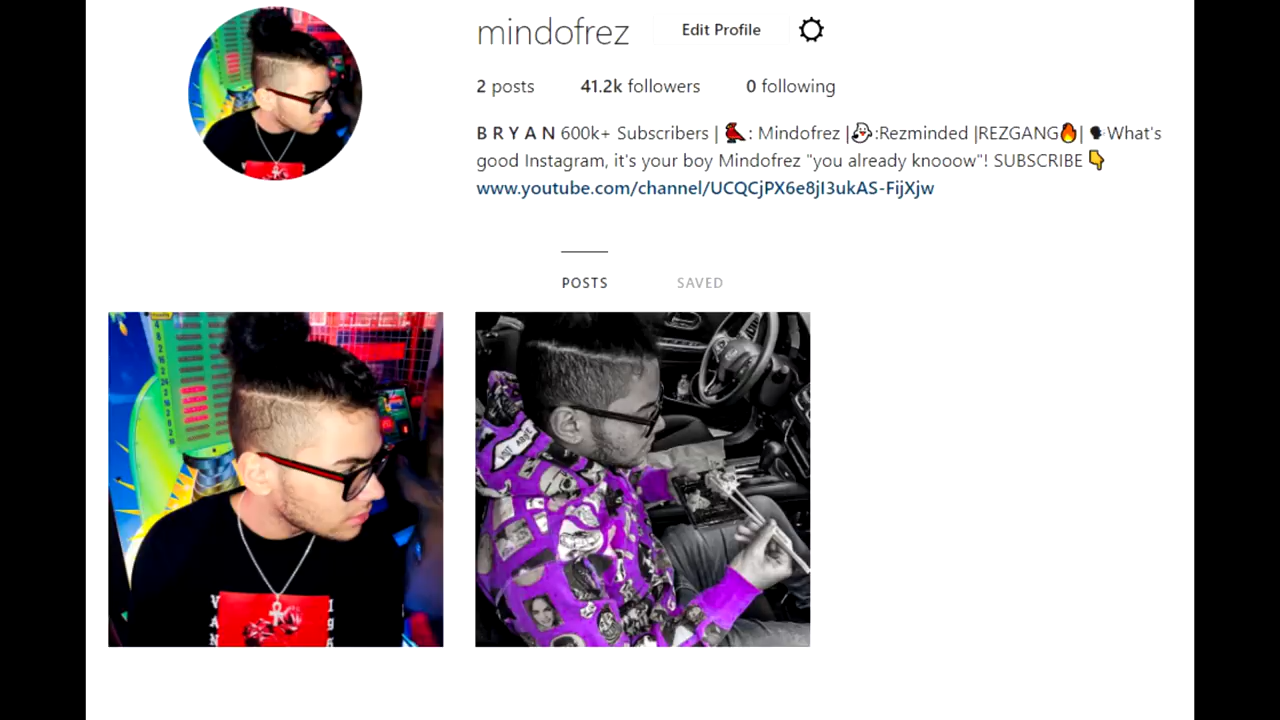 mindofrez Edit Profile
2 posts 41.2k followers 0 following
B R Y A N 600k+ Subscribers | : Mindofrez | :Rezminded |REZGANG🔥| 🗣What's
good Instagram, it's your boy Mindofrez "you already knooow"! SUBSCRIBE 👇
www.youtube.com/channel/UCQCjPX6e8jI3ukAS-FijXjw
POSTS SAVED